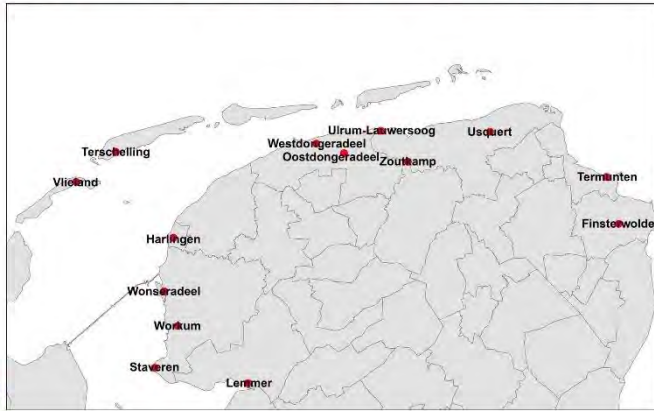 Ulrum-Lauwersoog
Usquert
Westdongeradeel
Oostdongeradeel
Terschelling
Zoutkamp
Vlieland
Termunten
Finsterwolde
Harlingen
Wonseradeel
Workum
Staveren
Lemmer